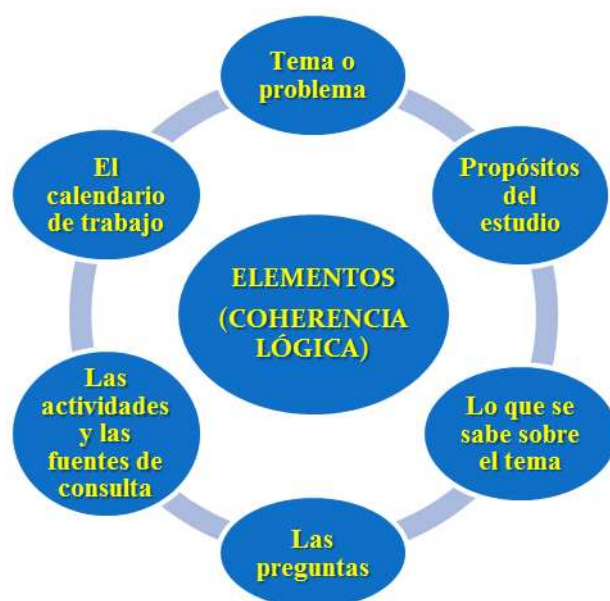 Tema o
problema
Propósitos
del
estudio
Lo que se
sabe sobre
el tema
Las
preguntas
Las
actividades
y las
fuentes de
consulta
El
calendario
de trabajo
ELEMENTOS
(COHERENCIA
LÓGICA)